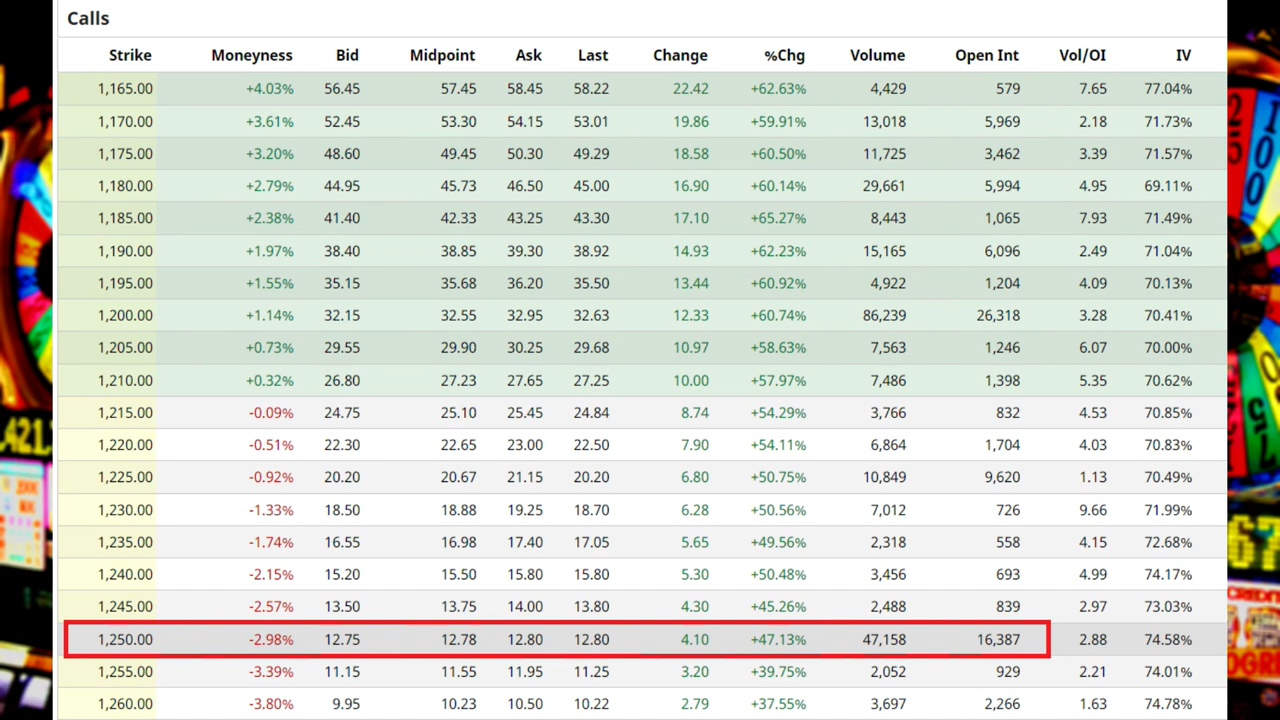 Calls
Strike Moneyness Bid Midpoint Ask Last Change %Chg Volume Open Int Vol/OI IV
1,165.00 +4.03% 56.45 57.45 58.45 58.22 22.42 +62.63% 4,429 579 7.65 77.04%
1,170.00 +3.61% 52.45 53.30 54.15 53.01 19.86 +59.91% 13,018 5,969 2.18 71.73%
1,175.00 +3.20% 48.60 49.45 50.30 49.29 18.58 +60.50% 11,725 3,462 3.39 71.57%
1,180.00 +2.79% 44.95 45.73 46.50 45.00 16.90 +60.14% 29,661 5,994 4.95 69.11%
1,185.00 +2.38% 41.40 42.33 43.25 43.30 17.10 +65.27% 8,443 1,065 7.93 71.49%
1,190.00 +1.97% 38.40 38.85 39.30 38.92 14.93 +62.23% 15,165 6,096 2.49 71.04%
1,195.00 +1.55% 35.15 35.68 36.20 35.50 13.44 +60.92% 4,922 1,204 4.09 70.13%
1,200.00 +1.14% 32.15 32.55 32.95 32.63 12.33 +60.74% 86,239 26,318 3.28 70.41%
1,205.00 +0.73% 29.55 29.90 30.25 29.68 10.97 +58.63% 7,563 1,246 6.07 70.00%
1,210.00 +0.32% 26.80 27.23 27.65 27.25 10.00 +57.97% 7,486 1,398 5.35 70.62%
1,215.00 -0.09% 24.75 25.10 25.45 24.84 8.74 +54.29% 3,766 832 4.53 70.85%
1,220.00 -0.51% 22.30 22.65 23.00 22.50 7.90 +54.11% 6,864 1,704 4.03 70.83%
1,225.00 -0.92% 20.20 20.67 21.15 20.20 6.80 +50.75% 10,849 9,620 1.13 70.49%
1,230.00 -1.33% 18.50 18.88 19.25 18.70 6.28 +50.56% 7,012 726 9.66 71.99%
1,235.00 -1.74% 16.55 16.98 17.40 17.05 5.65 +49.56% 2,318 558 4.15 72.68%
1,240.00 -2.15% 15.20 15.50 15.80 15.80 5.30 +50.48% 3,456 693 4.99 74.17%
1,245.00 -2.57% 13.50 13.75 14.00 13.80 4.30 +45.26% 2,488 839 2.97 73.03%
1,250.00 -2.98% 12.75 12.78 12.80 12.80 4.10 +47.13% 47,158 16,387 2.88 74.58%
1,255.00 -3.39% 11.15 11.55 11.95 11.25 3.20 +39.75% 2,052 929 2.21 74.01%
1,260.00 -3.80% 9.95 10.23 10.50 10.22 2.79 +37.55% 3,697 2,266 1.63 74.78%